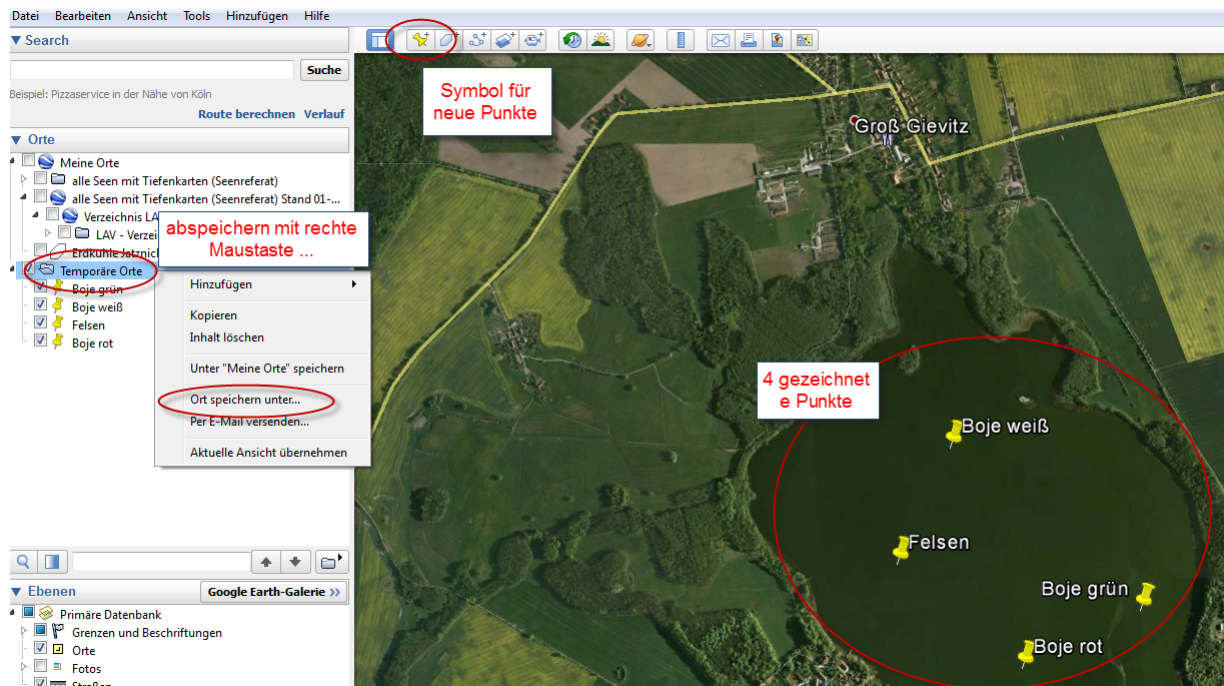 Datei Bearbeiten Ansicht Tools Hinzufügen Hilfe
Search
Suche
Beispiel: Pizzaservice in der Nähe von Köln
Route berechnen Verlauf
Orte
Meine Orte
alle Seen mit Tiefenkarten (Seenreferat)
alle Seen mit Tiefenkarten (Seenreferat) Stand 01-...
Verzeichnis LA
LAV - Verzei
Erdkuhle Jatznic
Temporäre Orte
Boje grün
Boje weiß
Felsen
Boje rot
abspeichern mit rechte
Maustaste ...
Hinzufügen
Kopieren
Inhalt löschen
Unter "Meine Orte" speichern
Ort speichern unter...
Per E-Mail versenden...
Aktuelle Ansicht übernehmen
Ebenen
Google Earth-Galerie »
Primäre Datenbank
Grenzen und Beschriftungen
Orte
Fotos
Straßen
Symbol für
neue Punkte
Groß Gievitz
4 gezeichnet
e Punkte
Boje weiß
Felsen
Boje grün
Boje rot